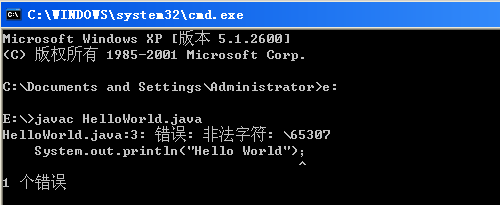 C:\WINDOWS\system32\cmd.exe
Microsoft Windows XP [版本 5.1.2600]
(C) 版权所有 1985-2001 Microsoft Corp.
C:\Documents and Settings\Administrator>e:
E:\>javac HelloWorld.java
HelloWorld.java:3: 错误: 非法字符: \65307
System.out.println("Hello World")；
^
1 个错误